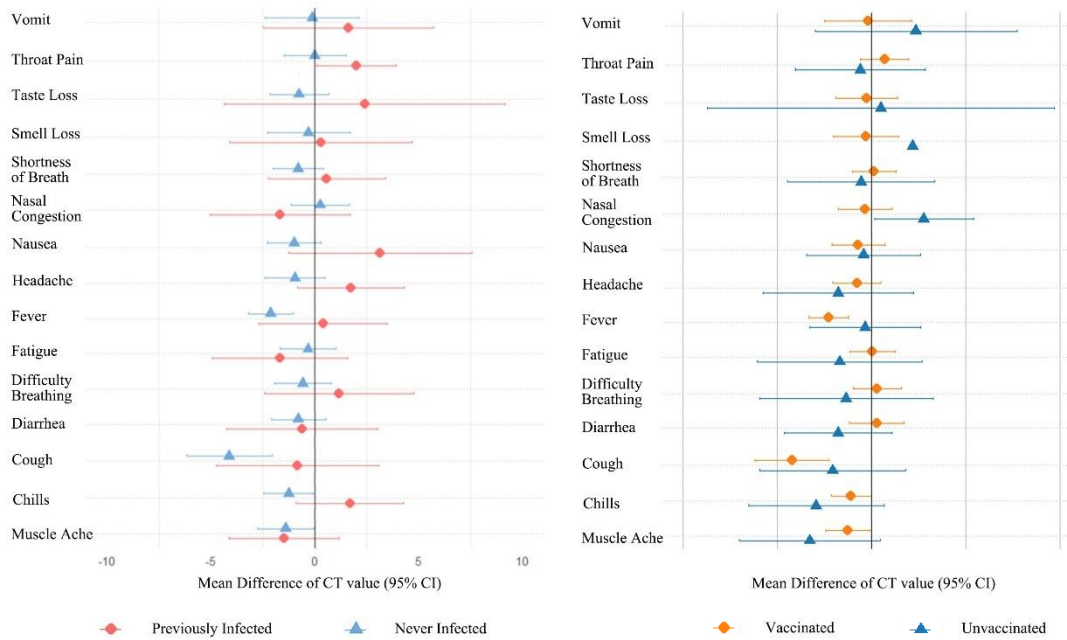 Vomit
Throat Pain
Taste Loss
Smell Loss
Shortness
of Breath
Nasal
Congestion
Nausea
Headache
Fever
Fatigue
Difficulty
Breathing
Diarrhea
Cough
Chills
Muscle Ache
-10 -5 0 5 10
Mean Difference of CT value (95% CI)
Previously Infected Never Infected
Vomit
Throat Pain
Taste Loss
Smell Loss
Shortness
of Breath
Nasal
Congestion
Nausea
Headache
Fever
Fatigue
Difficulty
Breathing
Diarrhea
Cough
Chills
Muscle Ache
Mean Difference of CT value (95% CI)
Vaccinated Unvaccinated